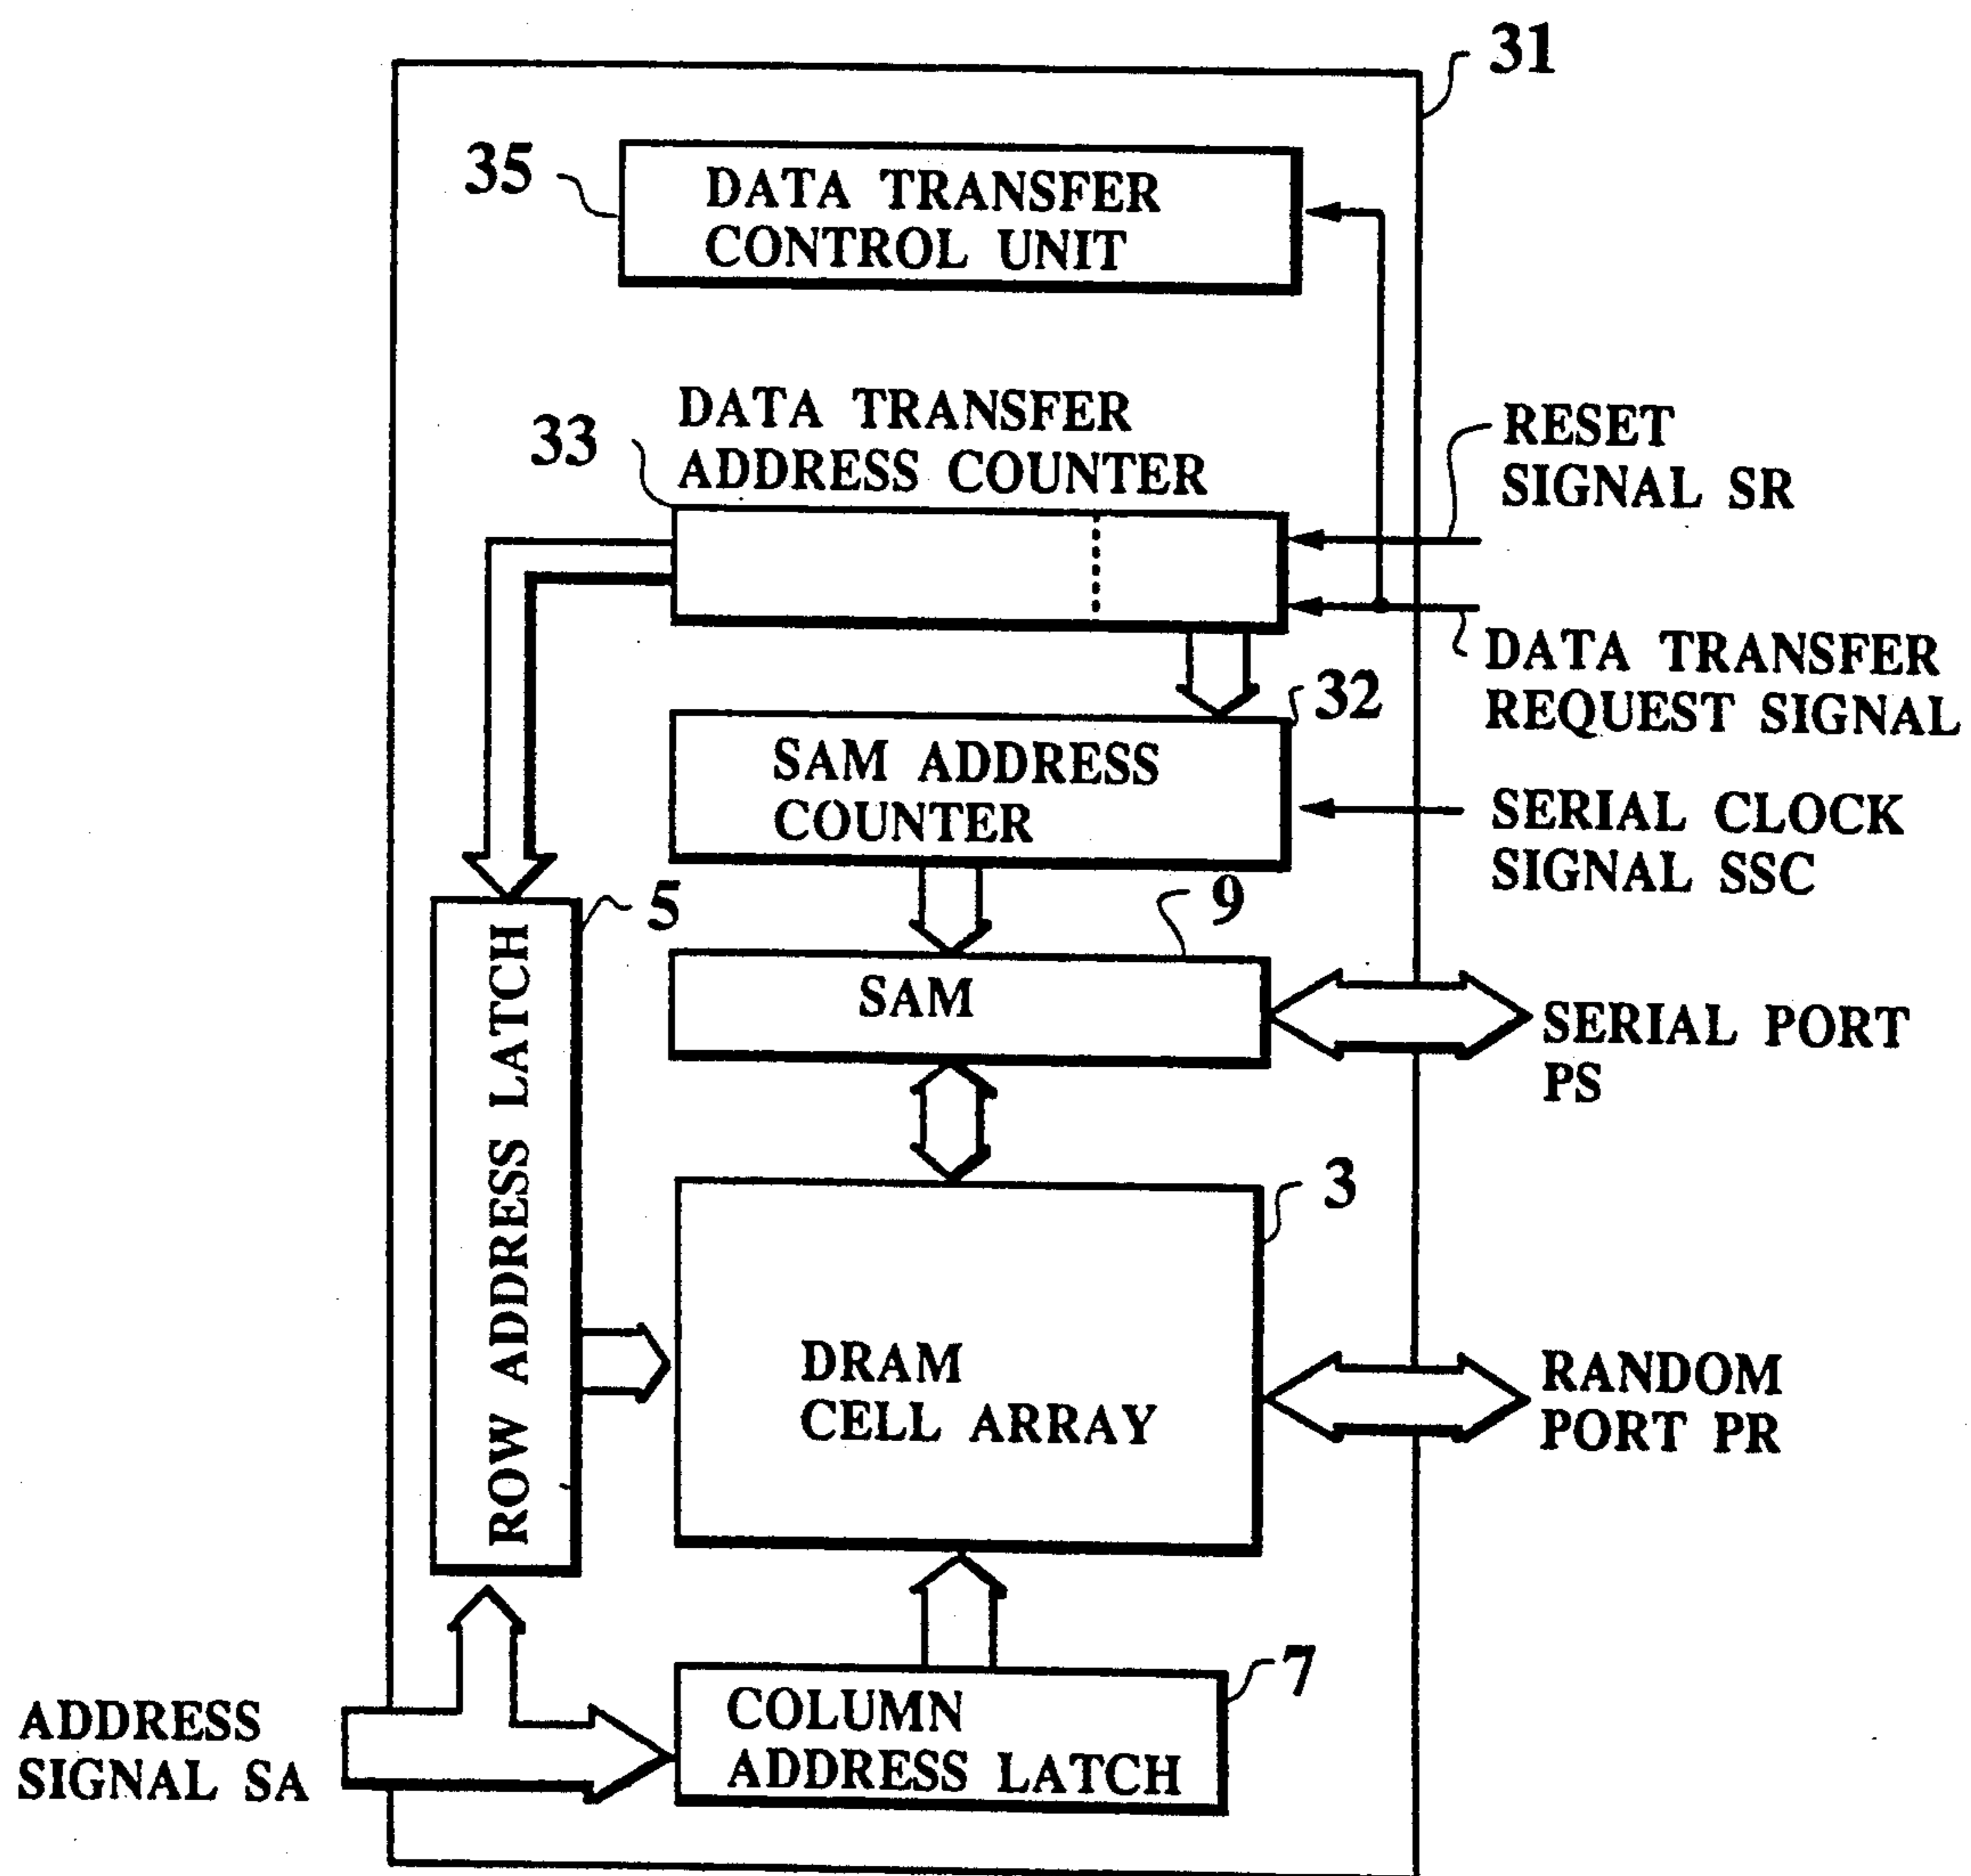 31
35
DATA TRANSFER
CONTROL UNIT
DATA TRANSFER
ADDRESS COUNTER
33
RESET
SIGNAL SR
DATA TRANSFER
REQUEST SIGNAL
32
SAM ADDRESS
COUNTER
SERIAL CLOCK
SIGNAL SSC
5
9
ROW ADDRESS LATCH
SAM
SERIAL PORT
PS
3
DRAM
CELL ARRAY
RANDOM
PORT PR
7
COLUMN
ADDRESS LATCH
ADDRESS
SIGNAL SA